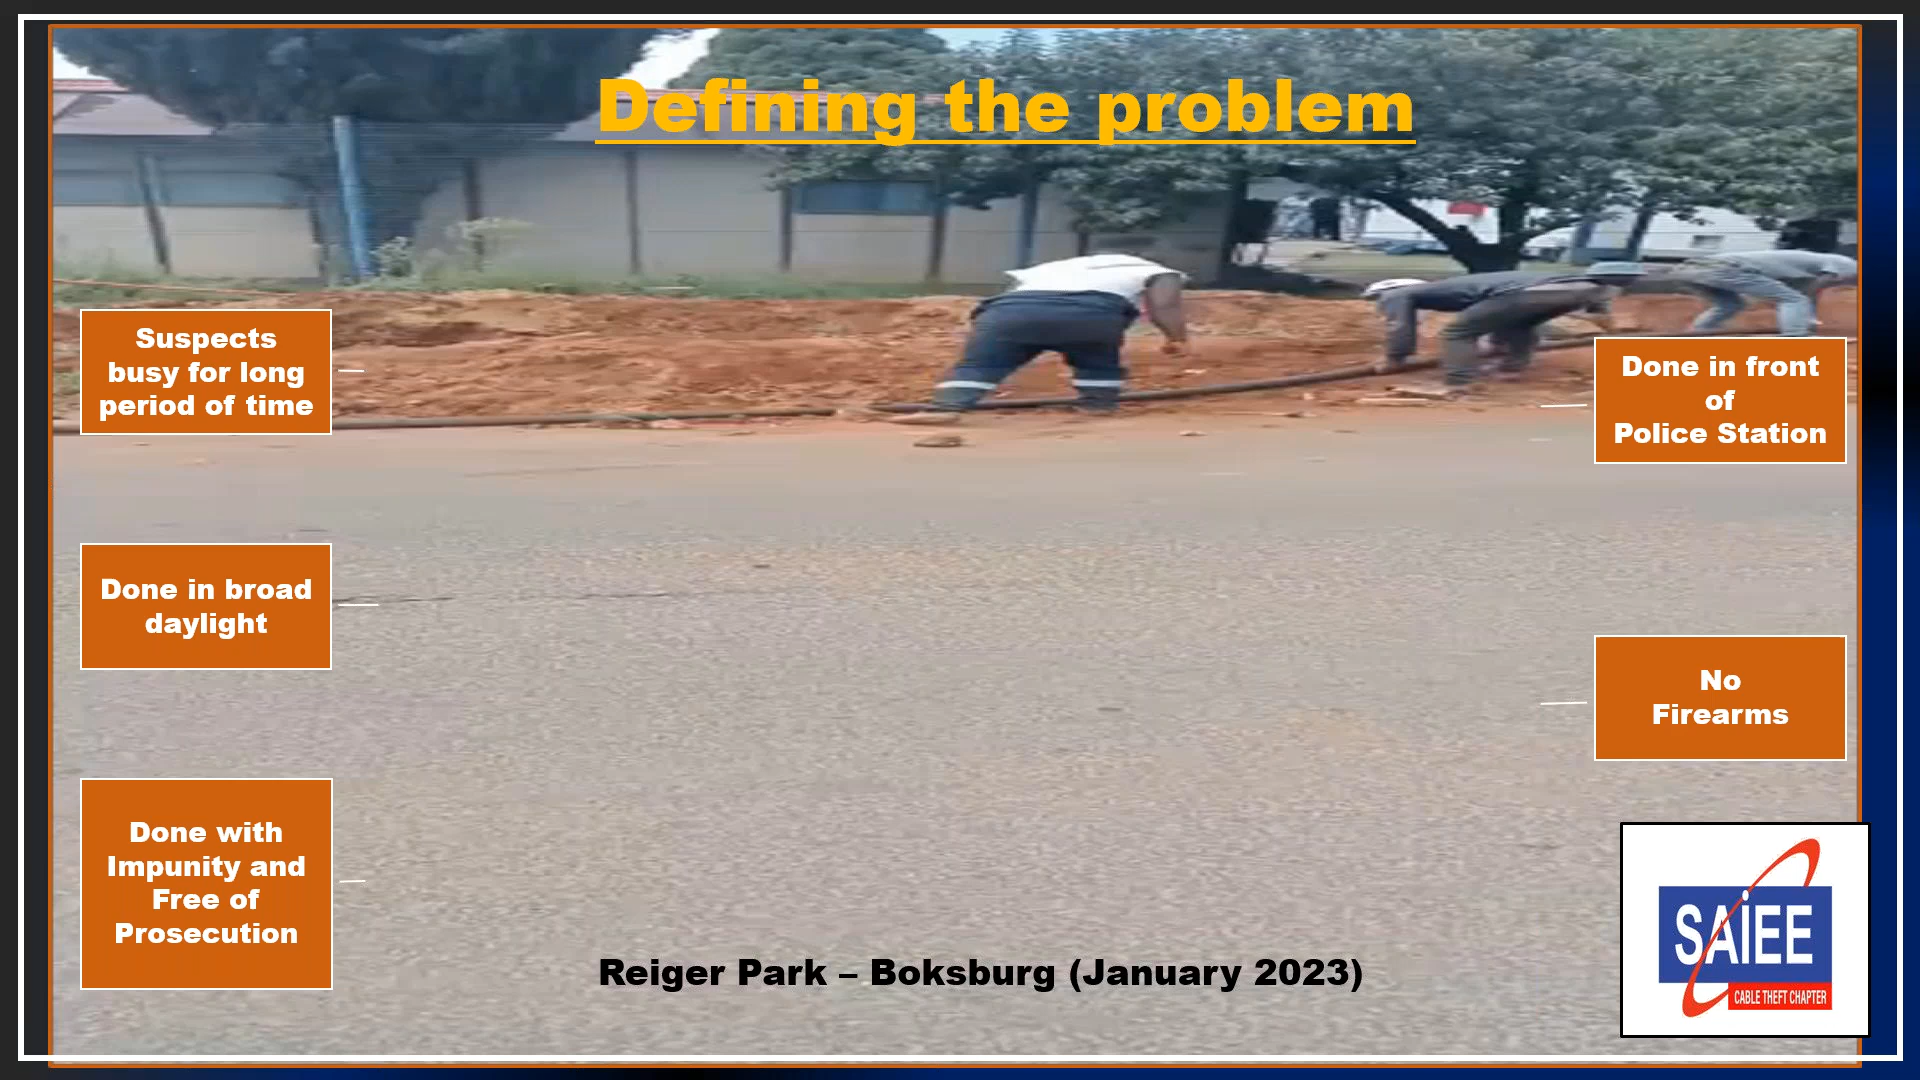 Defining the problem
Suspects
busy for long
period of time
Done in front
of
Police Station
Done in broad
daylight
No
Firearms
Done with
Impunity and
Free of
Prosecution
Reiger Park – Boksburg (January 2023)
SAIEE
CABLE THEFT CHAPTER